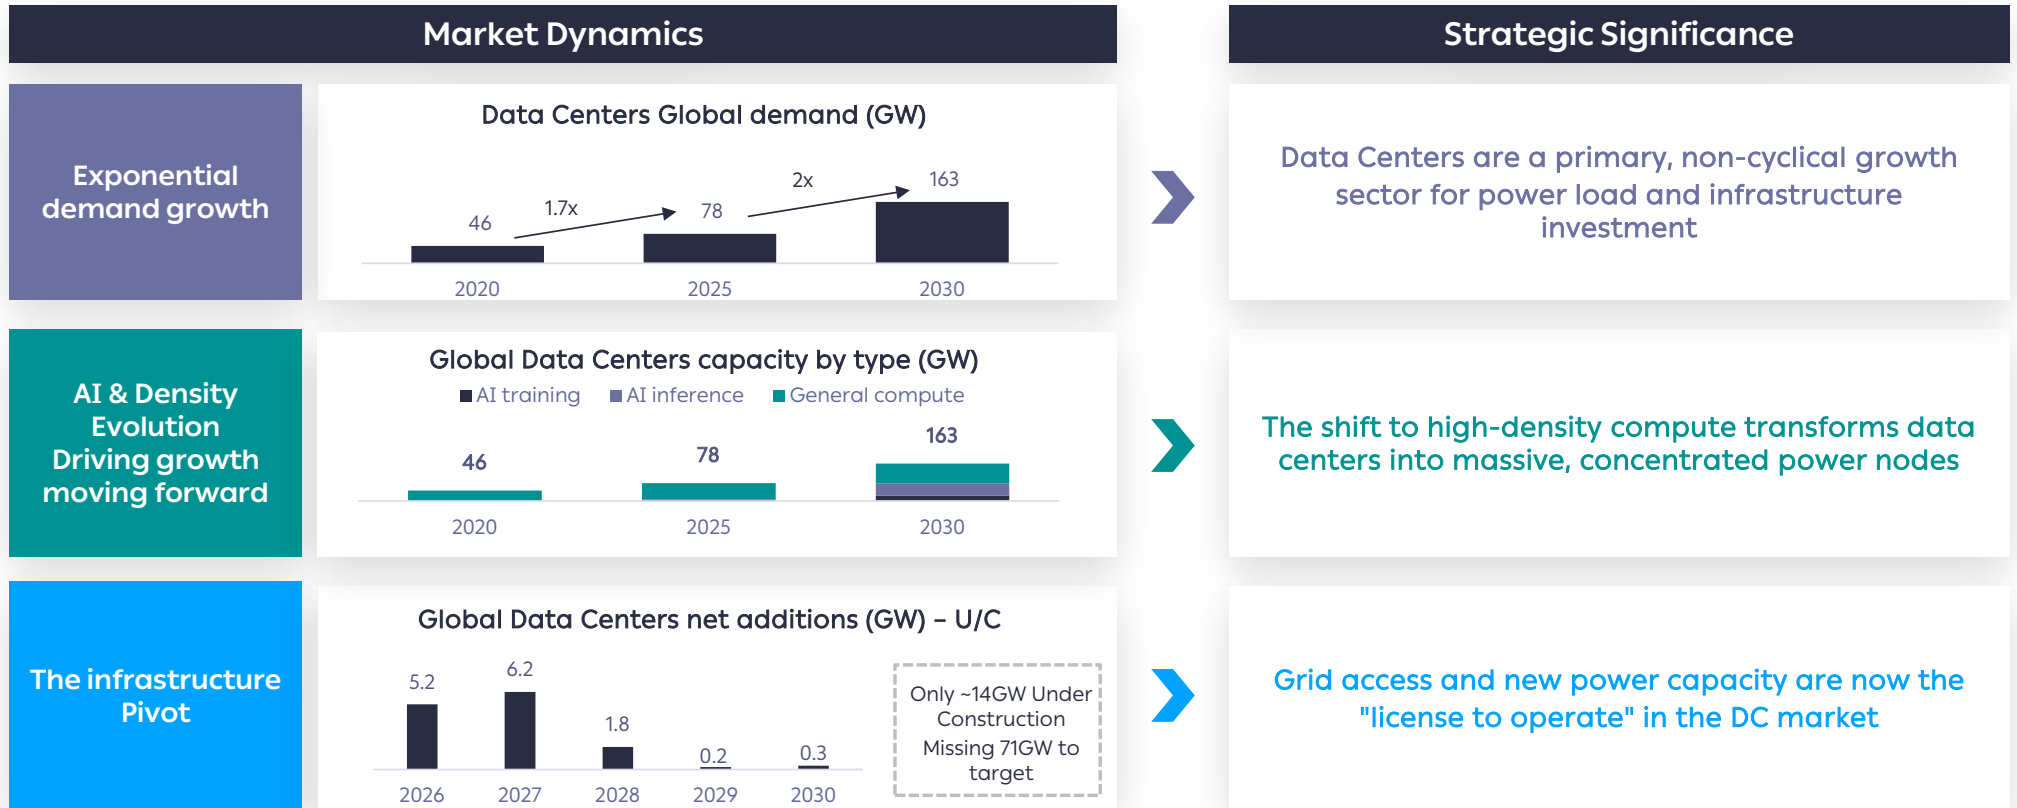 Market Dynamics
Strategic Significance
Exponential
demand growth
Data Centers Global demand (GW)
46
1.7x
78
2x
163
2020
2025
2030
Data Centers are a primary, non-cyclical growth
sector for power load and infrastructure
investment
AI & Density
Evolution
Driving growth
moving forward
Global Data Centers capacity by type (GW)
AI training
AI inference
General compute
46
78
163
2020
2025
2030
The shift to high-density compute transforms data
centers into massive, concentrated power nodes
The infrastructure
Pivot
Global Data Centers net additions (GW) – U/C
5.2
6.2
1.8
0.2
0.3
2026
2027
2028
2029
2030
Only ~14GW Under
Construction
Missing 71GW to
target
Grid access and new power capacity are now the
"license to operate" in the DC market